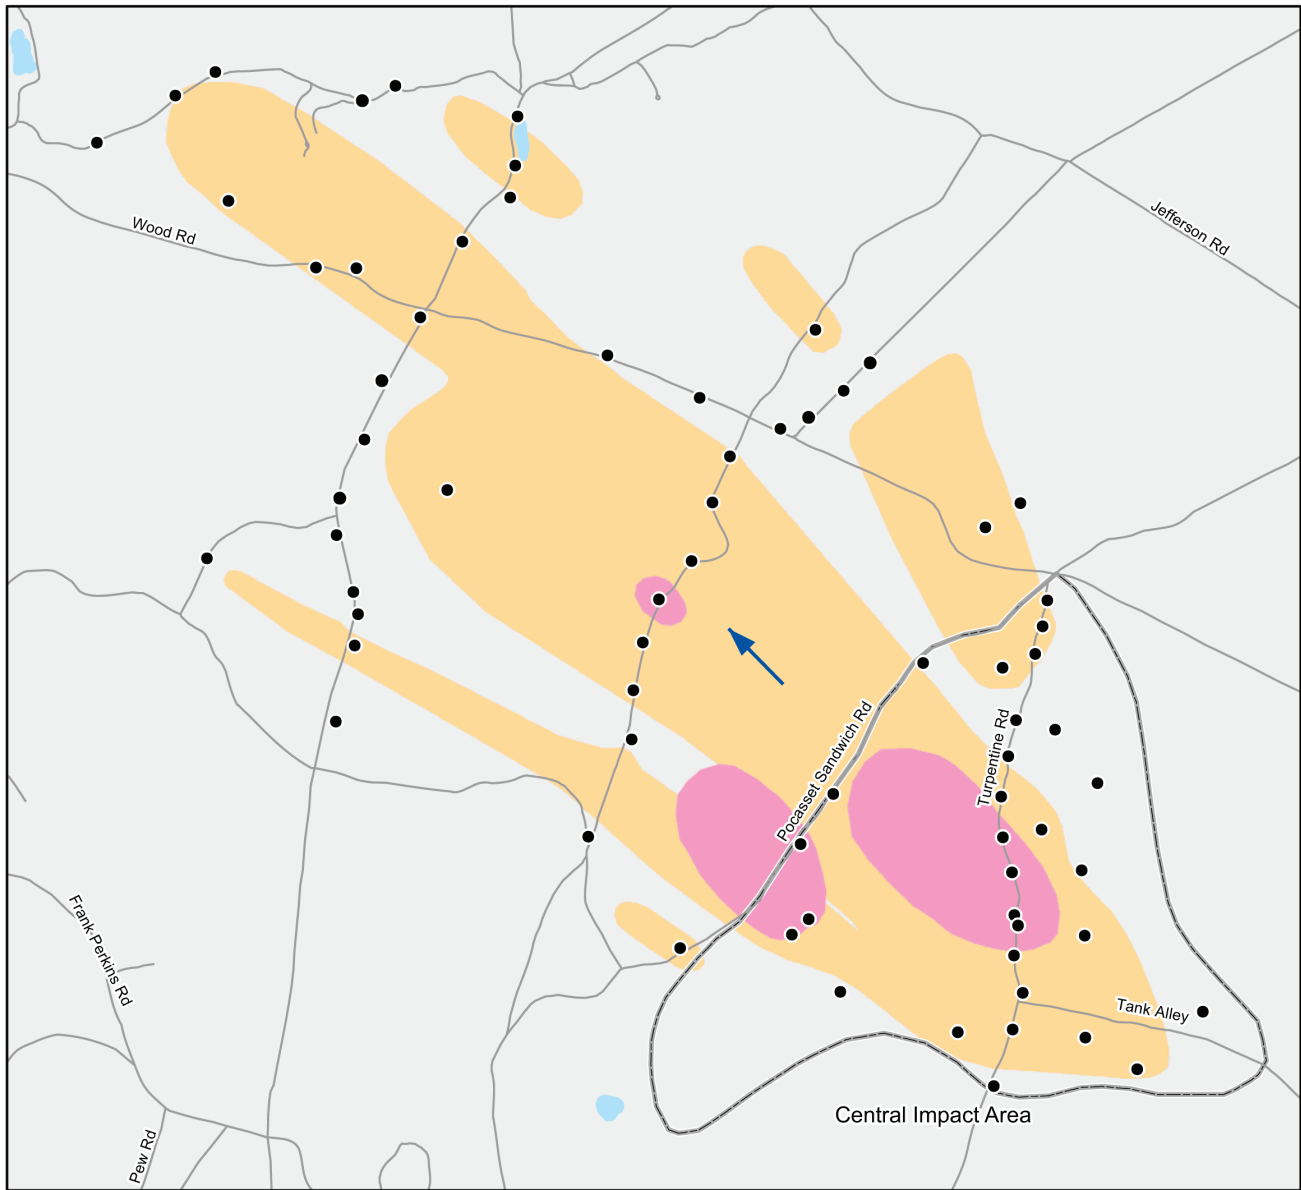 Wood Rd
Jefferson Rd
Pocasset Sandwich Rd
Turpentine Rd
Frank-Perkins Rd
Tank Alley
Central Impact Area
Pew Rd